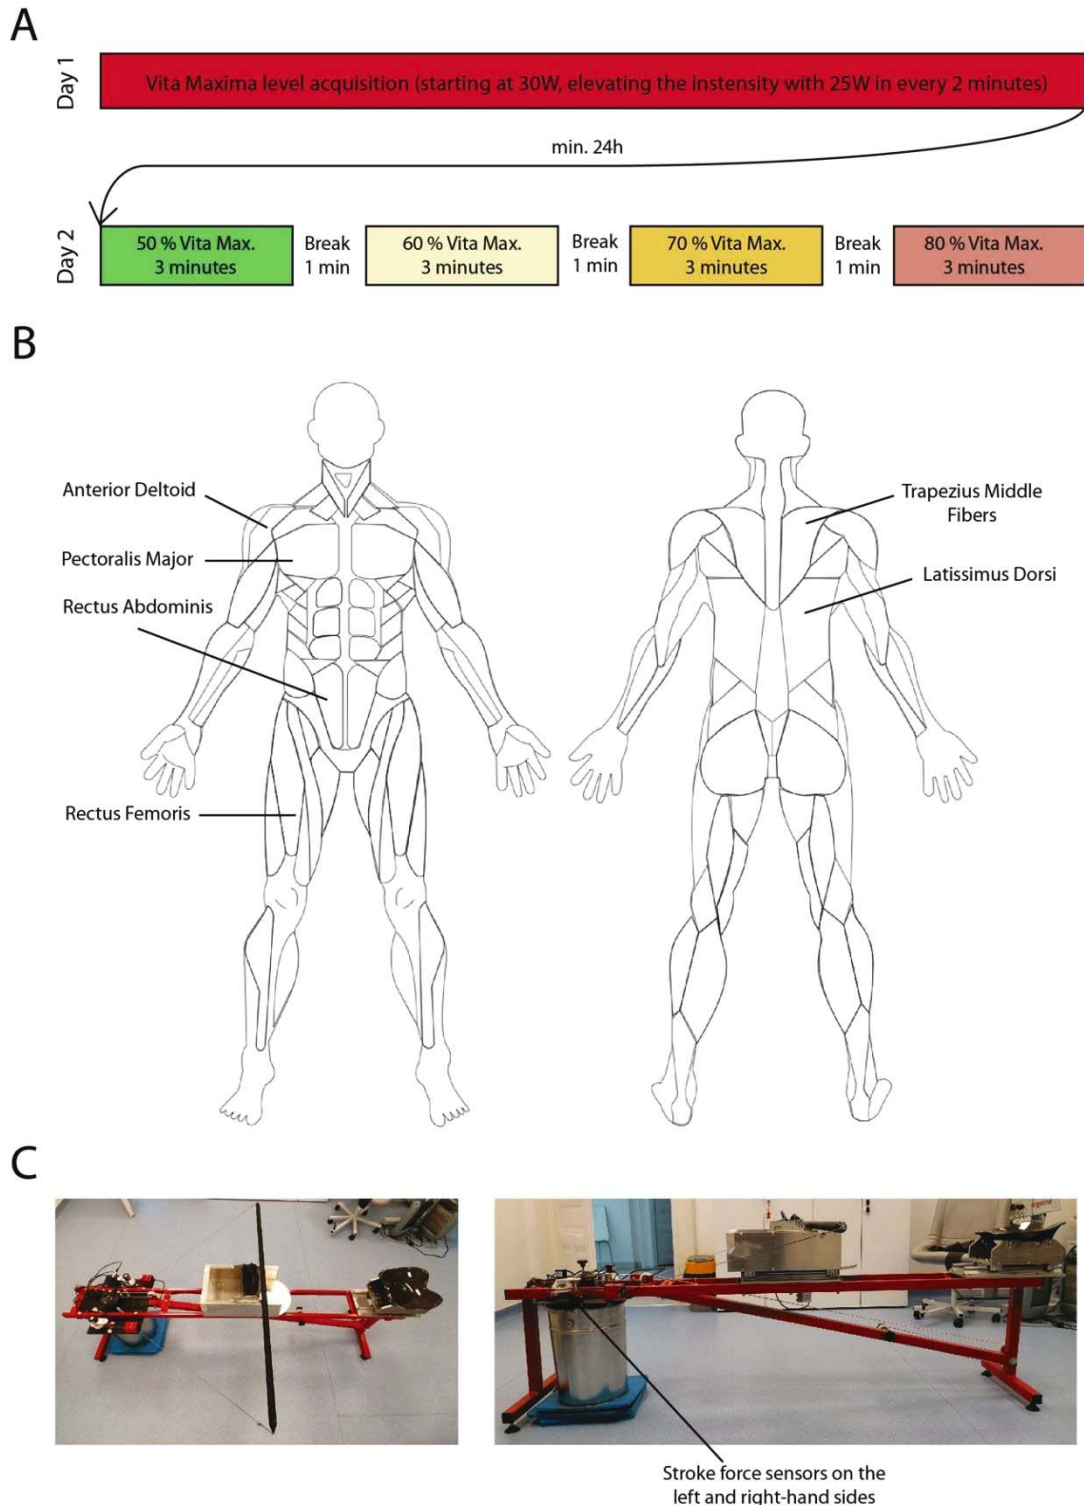 A
Day 1
Vita Maxima level acquisition (starting at 30W, elevating the instensity with 25W in every 2 minutes)
min. 24h
Day 2
50 % Vita Max.
3 minutes
Break
1 min
60 % Vita Max.
3 minutes
Break
1 min
70 % Vita Max.
3 minutes
Break
1 min
80 % Vita Max.
3 minutes
B
Anterior Deltoid
Pectoralis Major
Rectus Abdominis
Rectus Femoris
Trapezius Middle
Fibers
Latissimus Dorsi
C
Stroke force sensors on the
left and right-hand sides